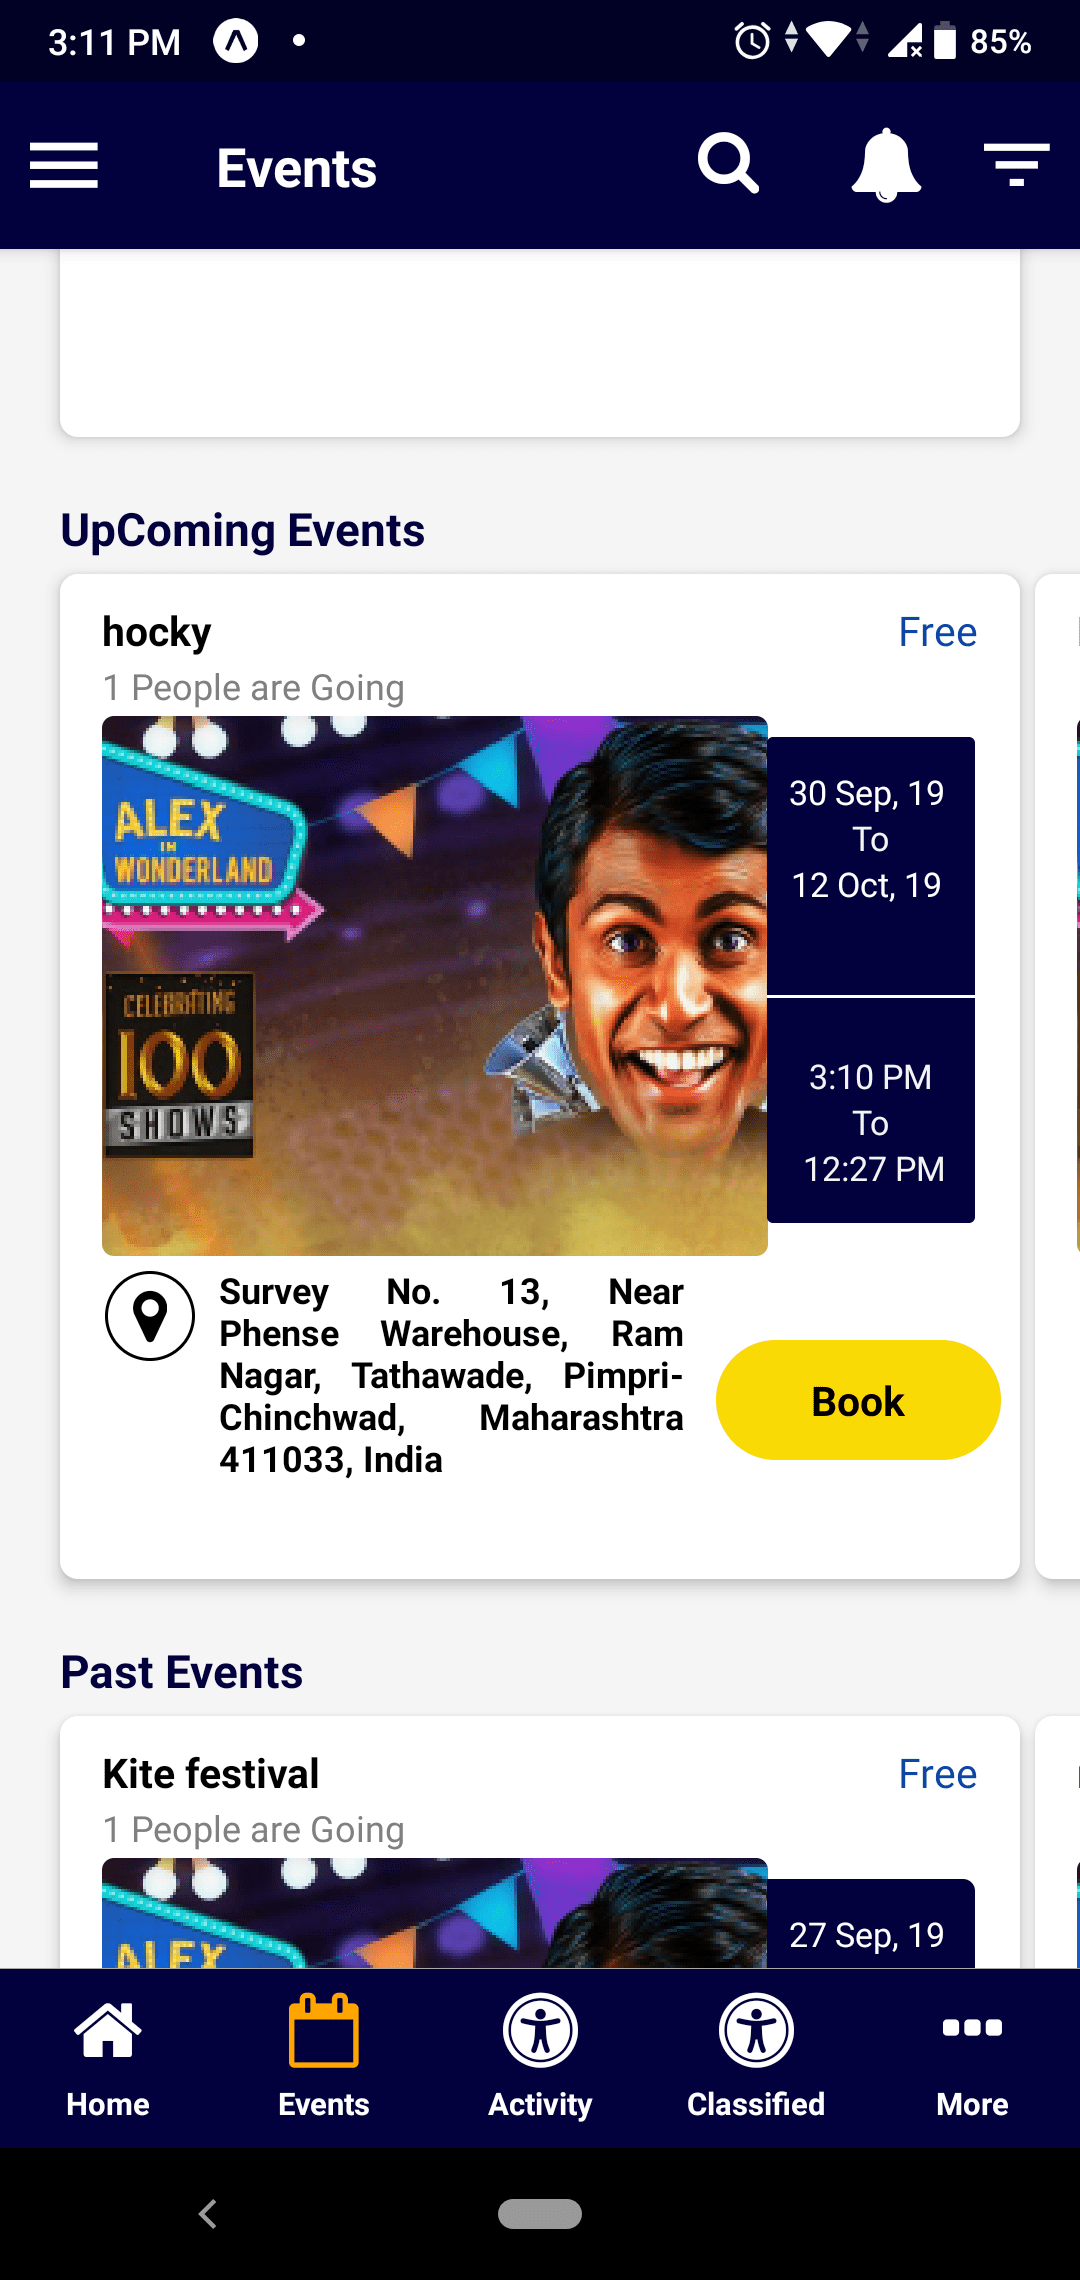 3:11 PM
85%
Events
UpComing Events
hocky
Free
1 People are Going
ALEX
IN
WONDERLAND
CELEBRATING
100
SHOWS
30 Sep, 19
To
12 Oct, 19
3:10 PM
To
12:27 PM
Survey No. 13, Near
Phense Warehouse, Ram
Nagar, Tathawade, Pimpri-
Chinchwad, Maharashtra
411033, India
Book
Past Events
Kite festival
Free
1 People are Going
ALEX
27 Sep, 19
Home
Events
Activity
Classified
More